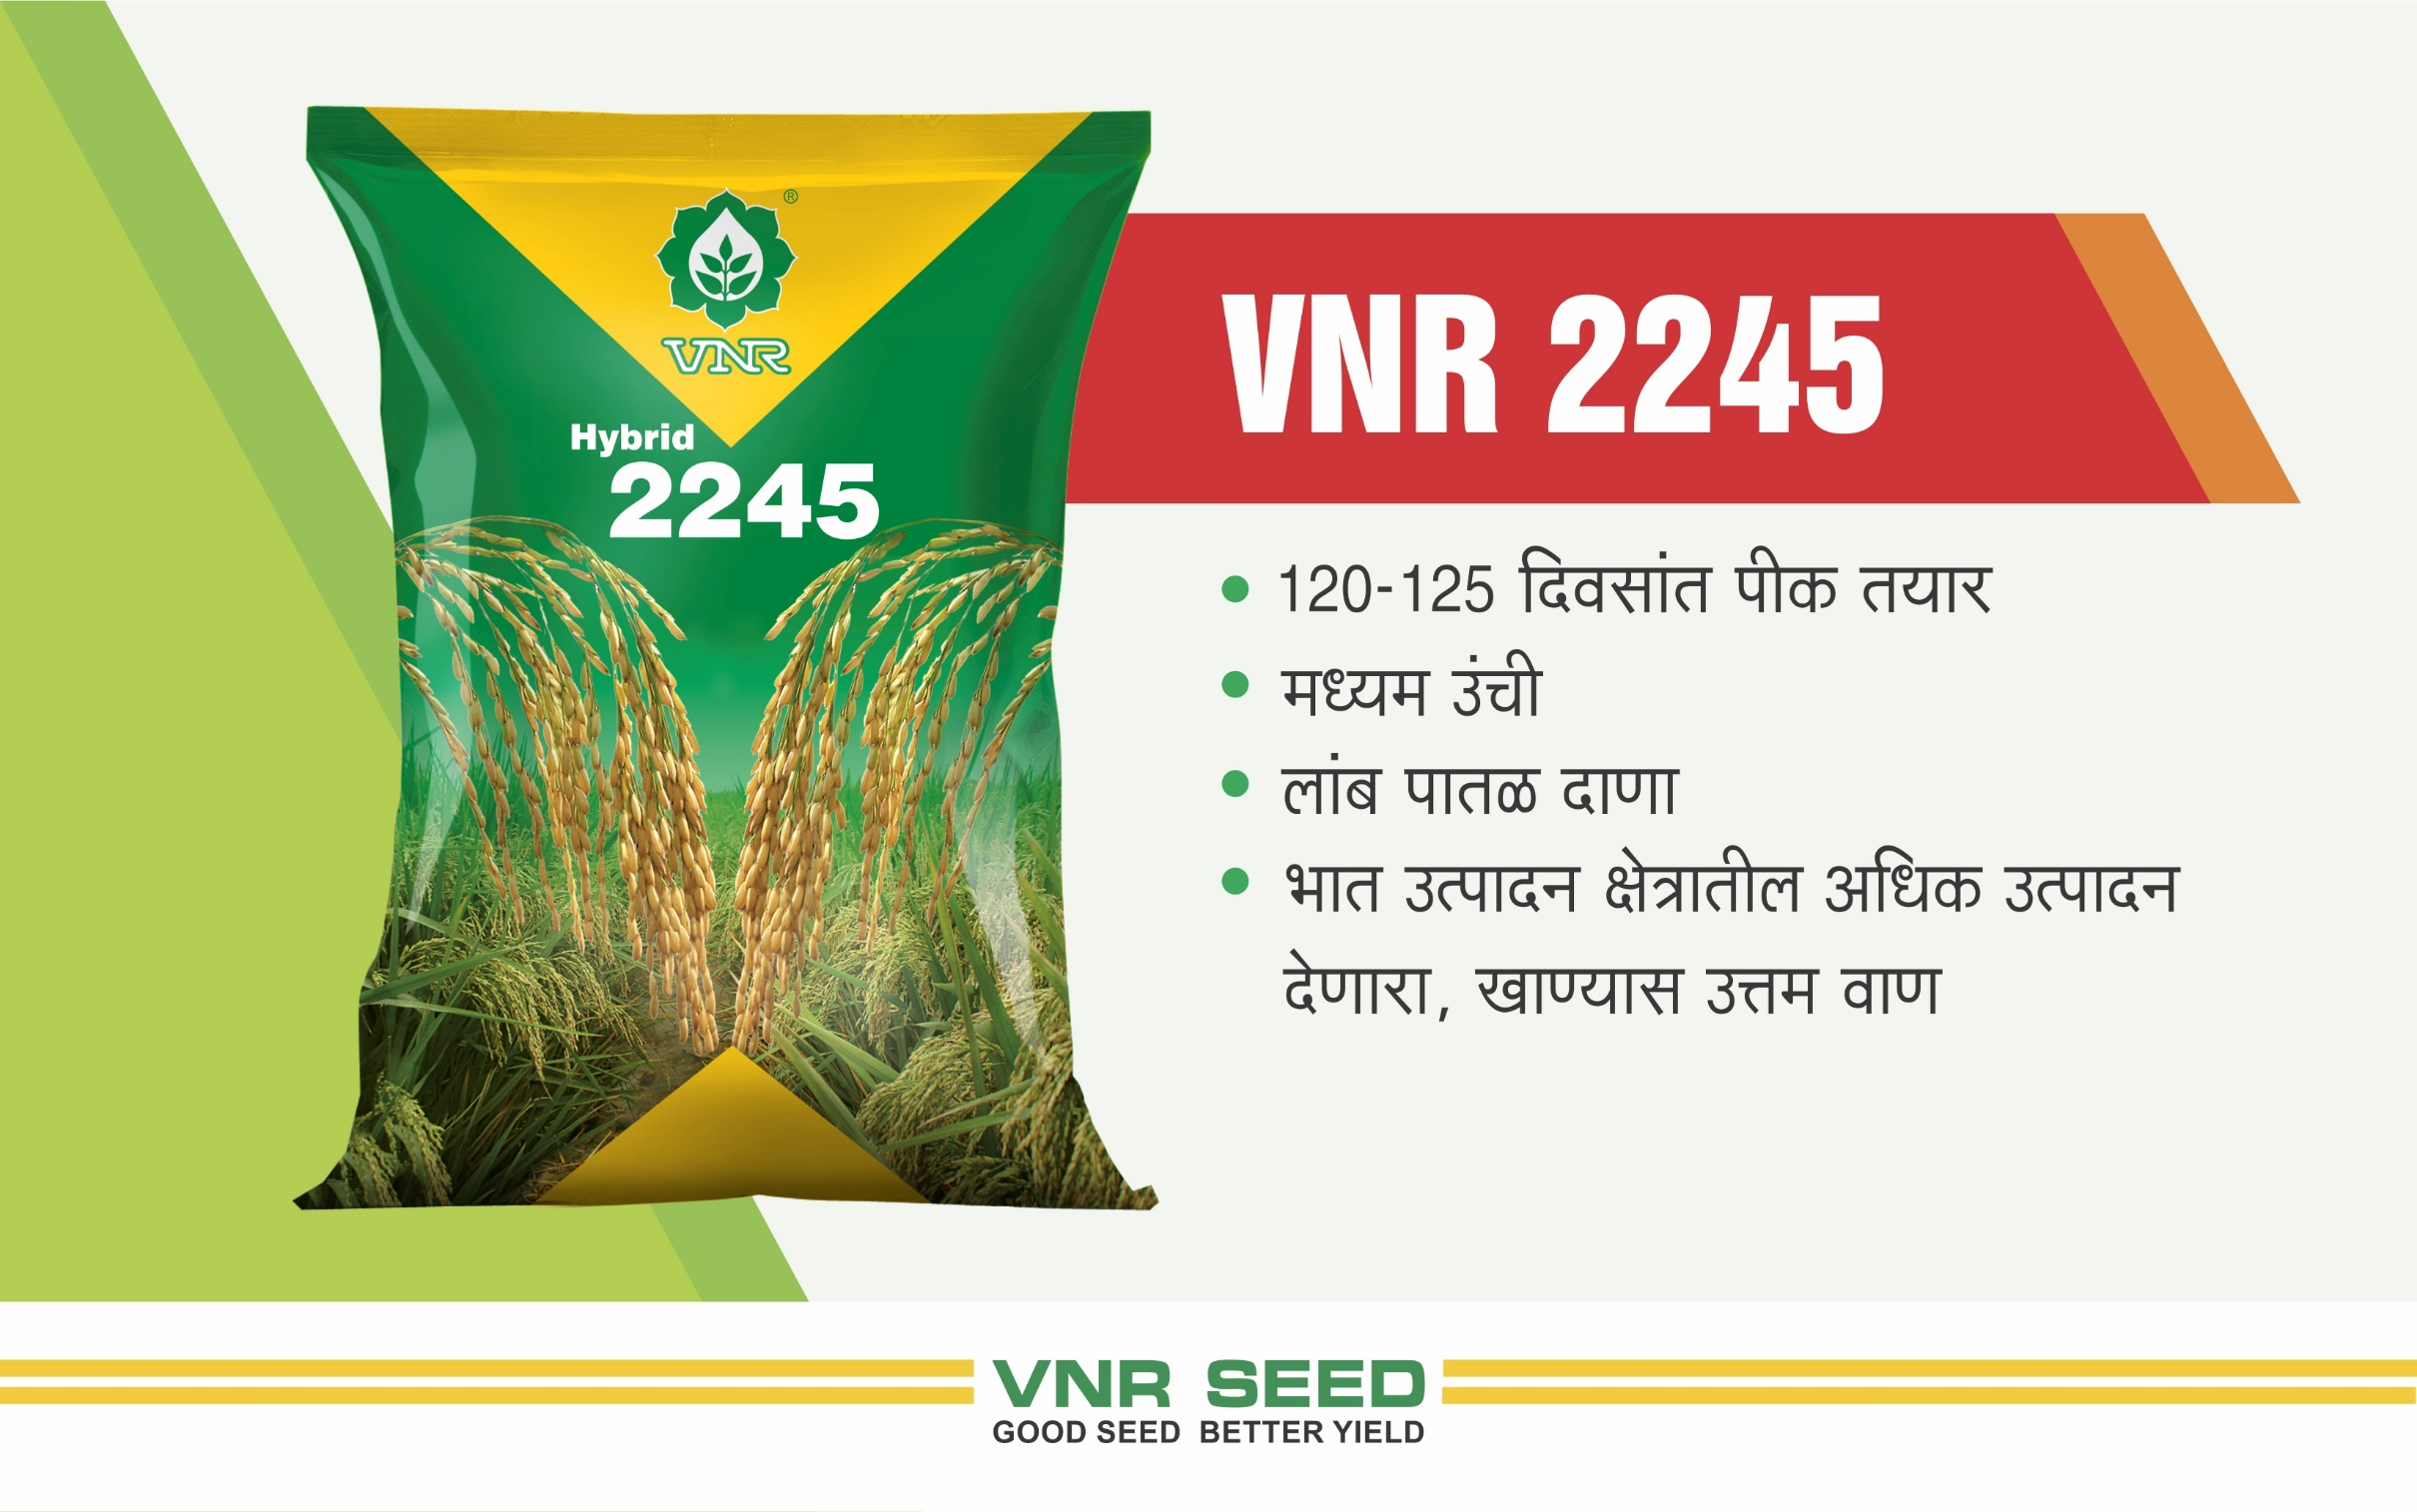 ®
VNR
Hybrid
2245
VNR 2245
120-125 दिवसांत पीक तयार
मध्यम उंची
लांब पातळ दाणा
भात उत्पादन क्षेत्रातील अधिक उत्पादन
देणारा, खाण्यास उत्तम वाण
VNR SEED
GOOD SEED BETTER YIELD